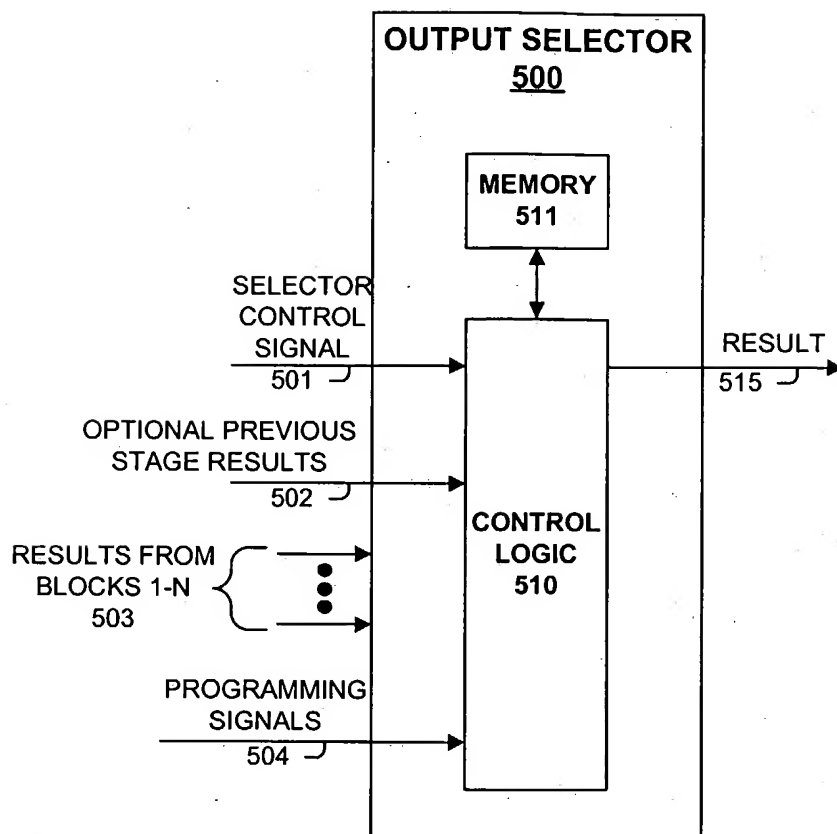 OUTPUT SELECTOR
500
MEMORY
511
SELECTOR
CONTROL
SIGNAL
501
RESULT
515
OPTIONAL PREVIOUS
STAGE RESULTS
502
CONTROL
LOGIC
510
RESULTS FROM
BLOCKS 1-N
503
PROGRAMMING
SIGNALS
504